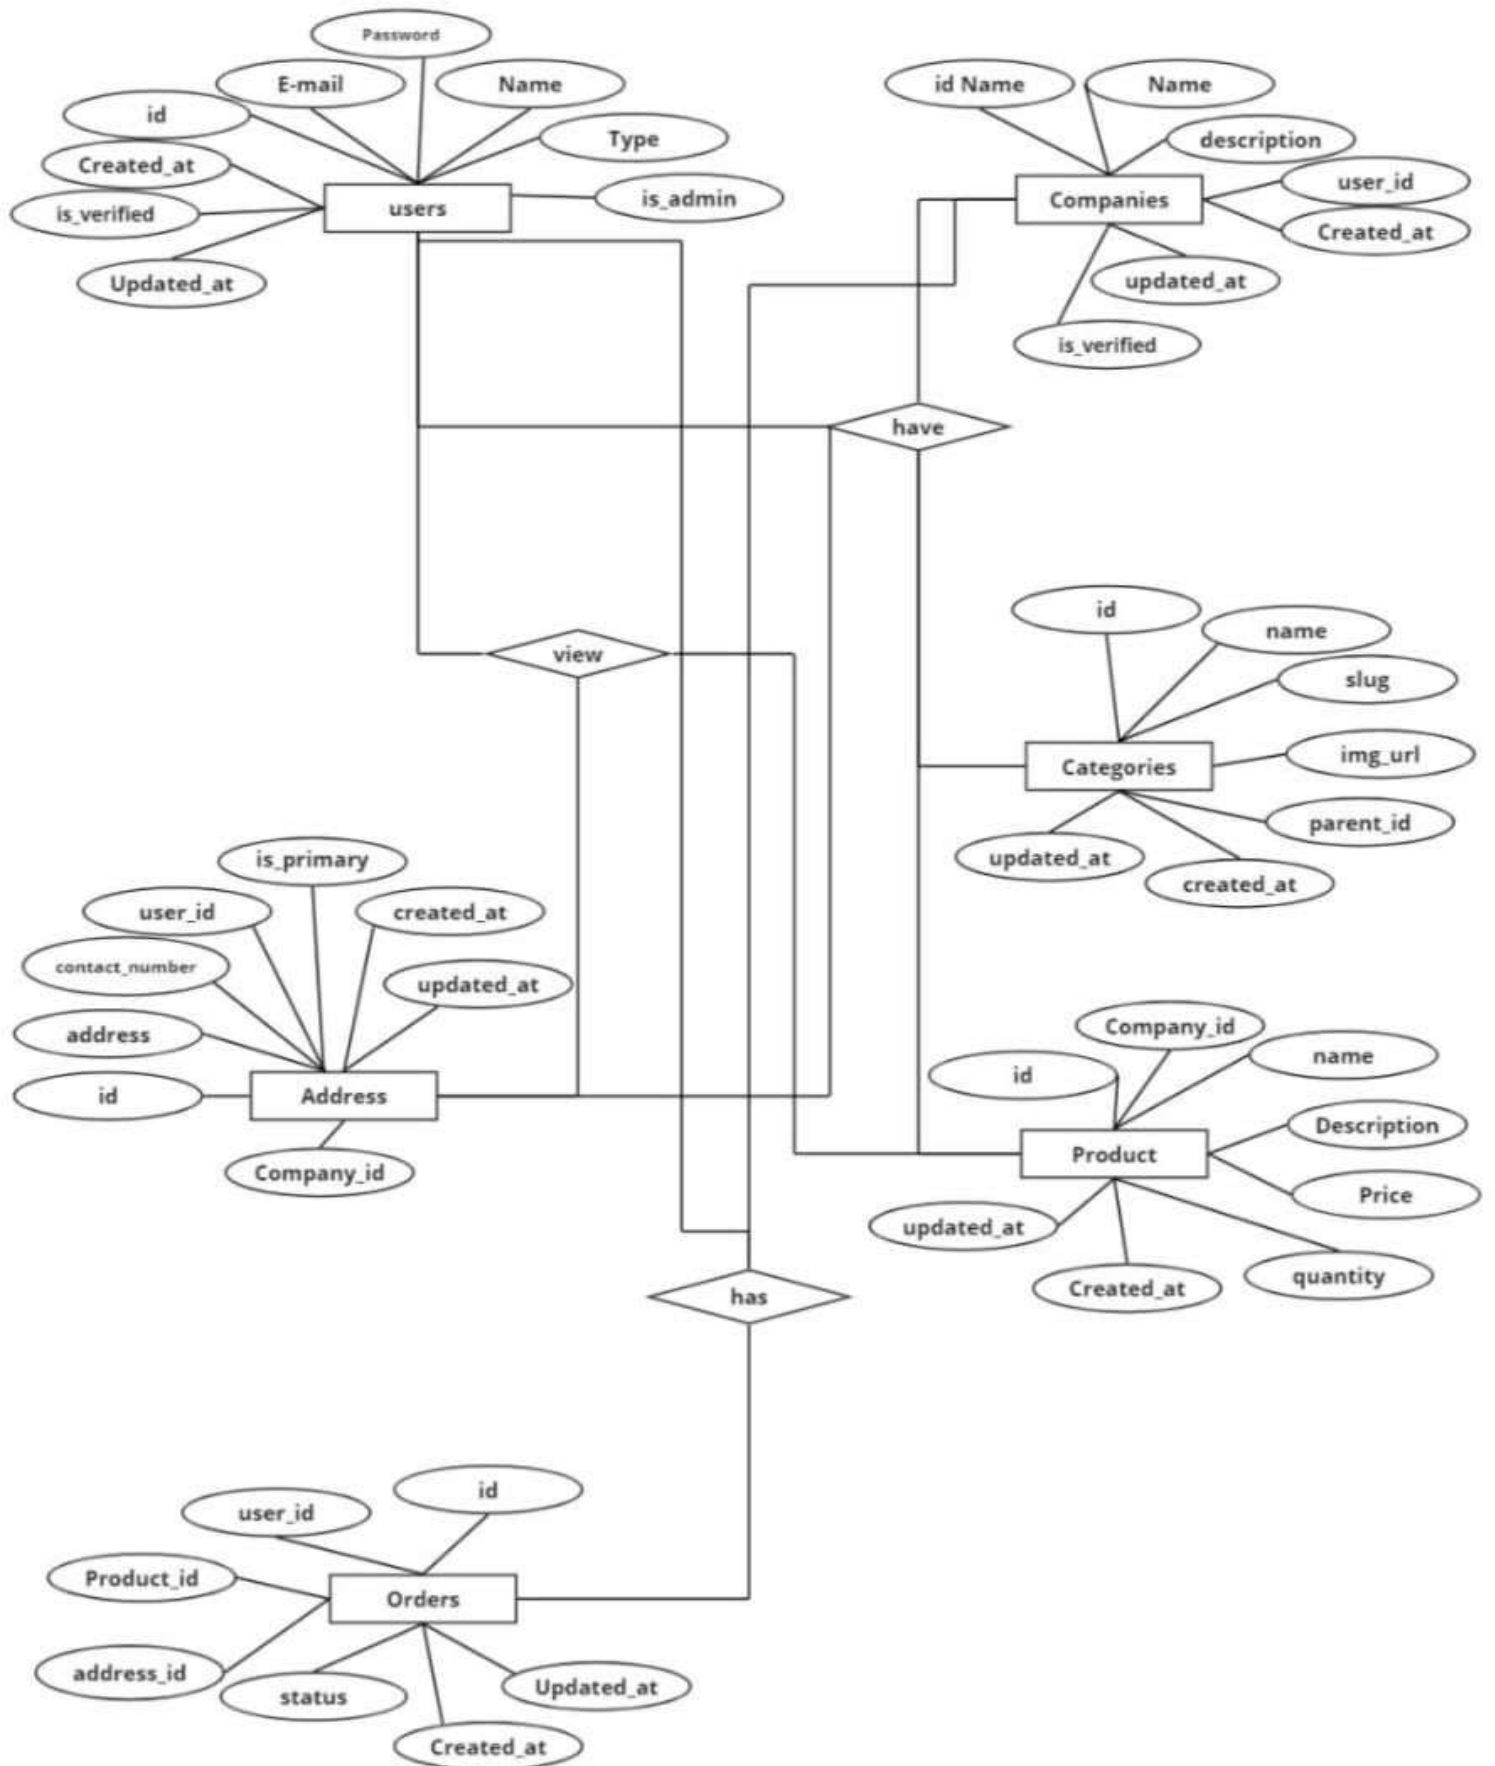 Password
E-mail
Name
id
Type
Created_at
is_admin
is_verified
users
Updated_at
id Name
Name
description
user_id
Companies
Created_at
updated_at
is_verified
have
view
id
name
slug
img_url
Categories
parent_id
updated_at
created_at
is_primary
user_id
created_at
contact_number
updated_at
address
id
Address
Company_id
Company_id
id
name
Description
Product
Price
updated_at
Created_at
quantity
has
id
user_id
Product_id
Orders
address_id
status
Updated_at
Created_at